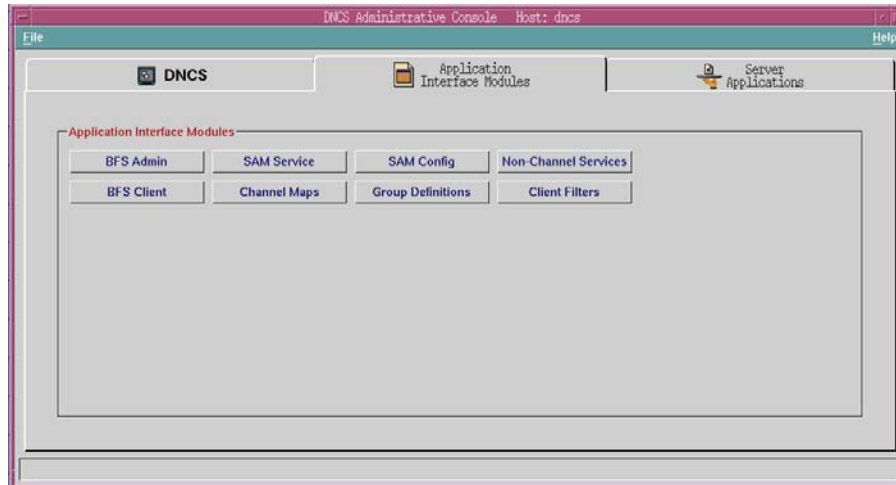 DNCS Administrative Console Host: dncs
File Help
DNCS
Application
Interface Modules
Server
Applications
Application Interface Modules
BFS Admin SAM Service SAM Config Non-Channel Services
BFS Client Channel Maps Group Definitions Client Filters